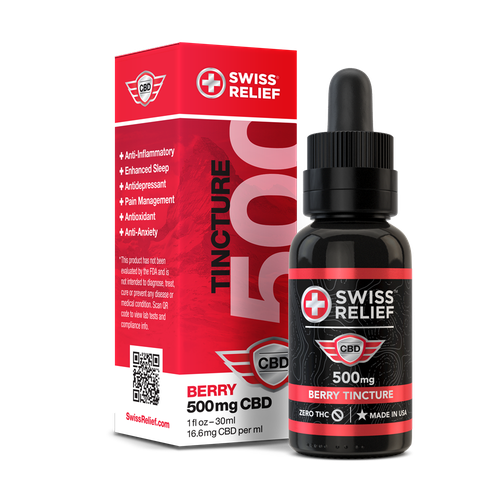 CBD
+ Anti-Inflammatory
+ Enhanced Sleep
+ Antidepressant
+ Pain Management
+ Antioxidant
+ Anti-Anxiety
*This product has not been
evaluated by the FDA and is
not intended to diagnose, treat,
cure or prevent any disease or
medical condition. Scan QR
code to view lab tests and
compliance info.
SwissRelief.com
SWISS
RELIEF
TINCTURE
500
CBD
BERRY
500mg CBD
1 fl oz – 30ml
16.6mg CBD per ml
SWISS™
RELIEF
CBD
500mg
BERRY TINCTURE
ZERO THC
MADE IN USA